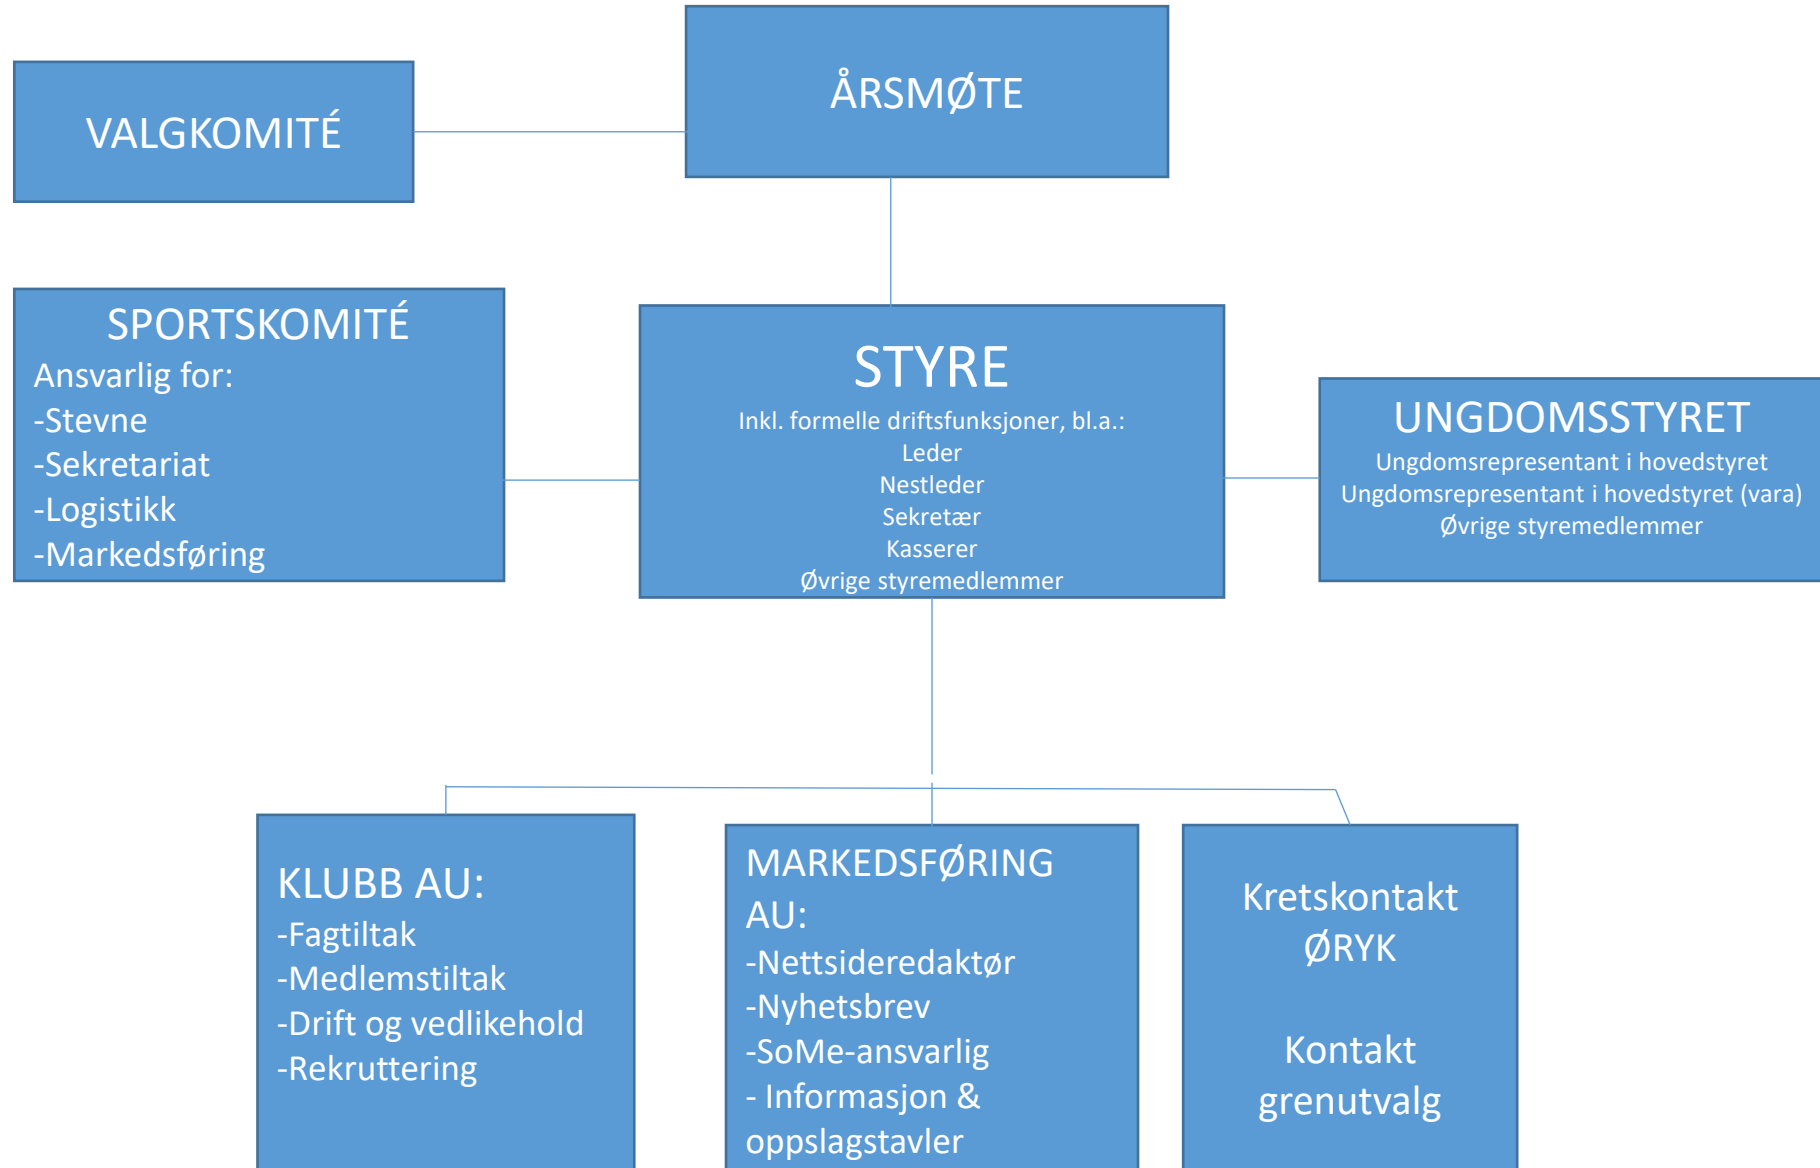 VALGKOMITÉ
ÅRSMØTE
SPORTSKOMITÉ
Ansvarlig for:
-Stevne
-Sekretariat
-Logistikk
-Markedsføring
STYRE
Inkl. formelle driftsfunksjoner, bl.a.:
Leder
Nestleder
Sekretær
Kasserer
Øvrige styremedlemmer
UNGDOMSSTYRET
Ungdomsrepresentant i hovedstyret
Ungdomsrepresentant i hovedstyret (vara)
Øvrige styremedlemmer
KLUBB AU:
-Fagtiltak
-Medlemstiltak
-Drift og vedlikehold
-Rekruttering
MARKEDSFØRING
AU:
-Nettsideredaktør
-Nyhetsbrev
-SoMe-ansvarlig
- Informasjon &
oppslagstavler
Kretskontakt
ØRYK
Kontakt
grenutvalg